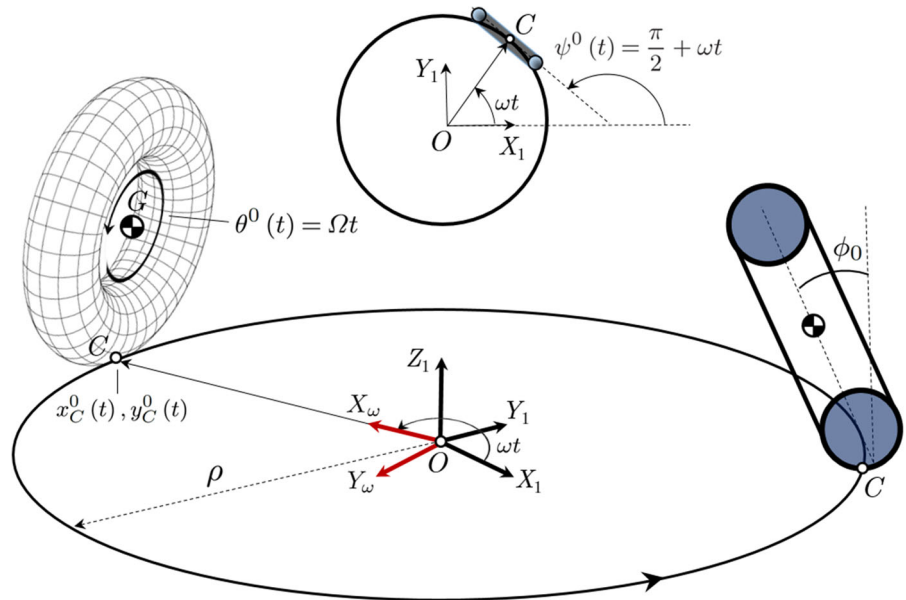 C
ψ⁰ (t) = π/2 + ωt
Y₁
ωt
O
X₁
G
θ⁰ (t) = Ωt
ϕ₀
C
x⁰_C (t) , y⁰_C (t)
Z₁
X_ω
Y₁
ωt
O
Y_ω
X₁
ρ
C